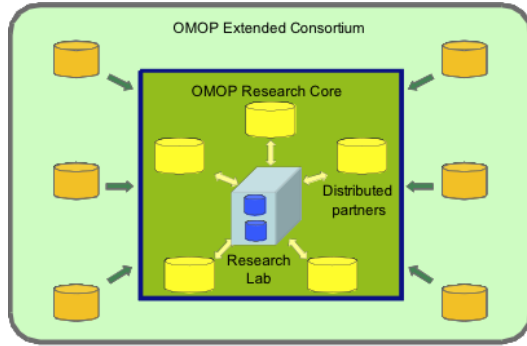 OMOP Extended Consortium
OMOP Research Core
Distributed
partners
Research
Lab